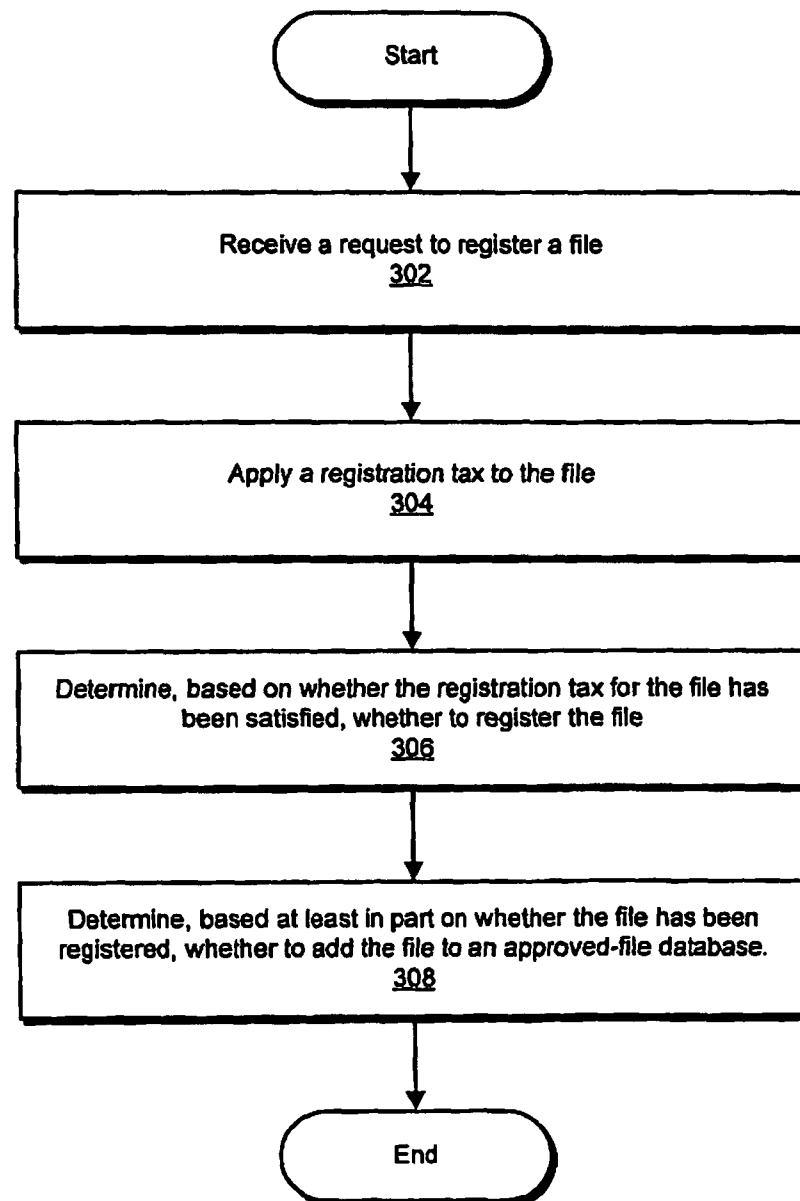 Start
Receive a request to register a file
302
Apply a registration tax to the file
304
Determine, based on whether the registration tax for the file has
been satisfied, whether to register the file
306
Determine, based at least in part on whether the file has been
registered, whether to add the file to an approved-file database.
308
End